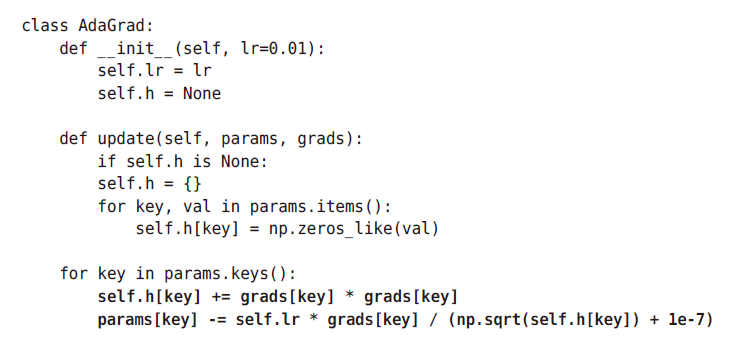 class AdaGrad:
    def __init__(self, lr=0.01):
        self.lr = lr
        self.h = None

    def update(self, params, grads):
        if self.h is None:
        self.h = {}
        for key, val in params.items():
            self.h[key] = np.zeros_like(val)

    for key in params.keys():
        self.h[key] += grads[key] * grads[key]
        params[key] -= self.lr * grads[key] / (np.sqrt(self.h[key]) + 1e-7)